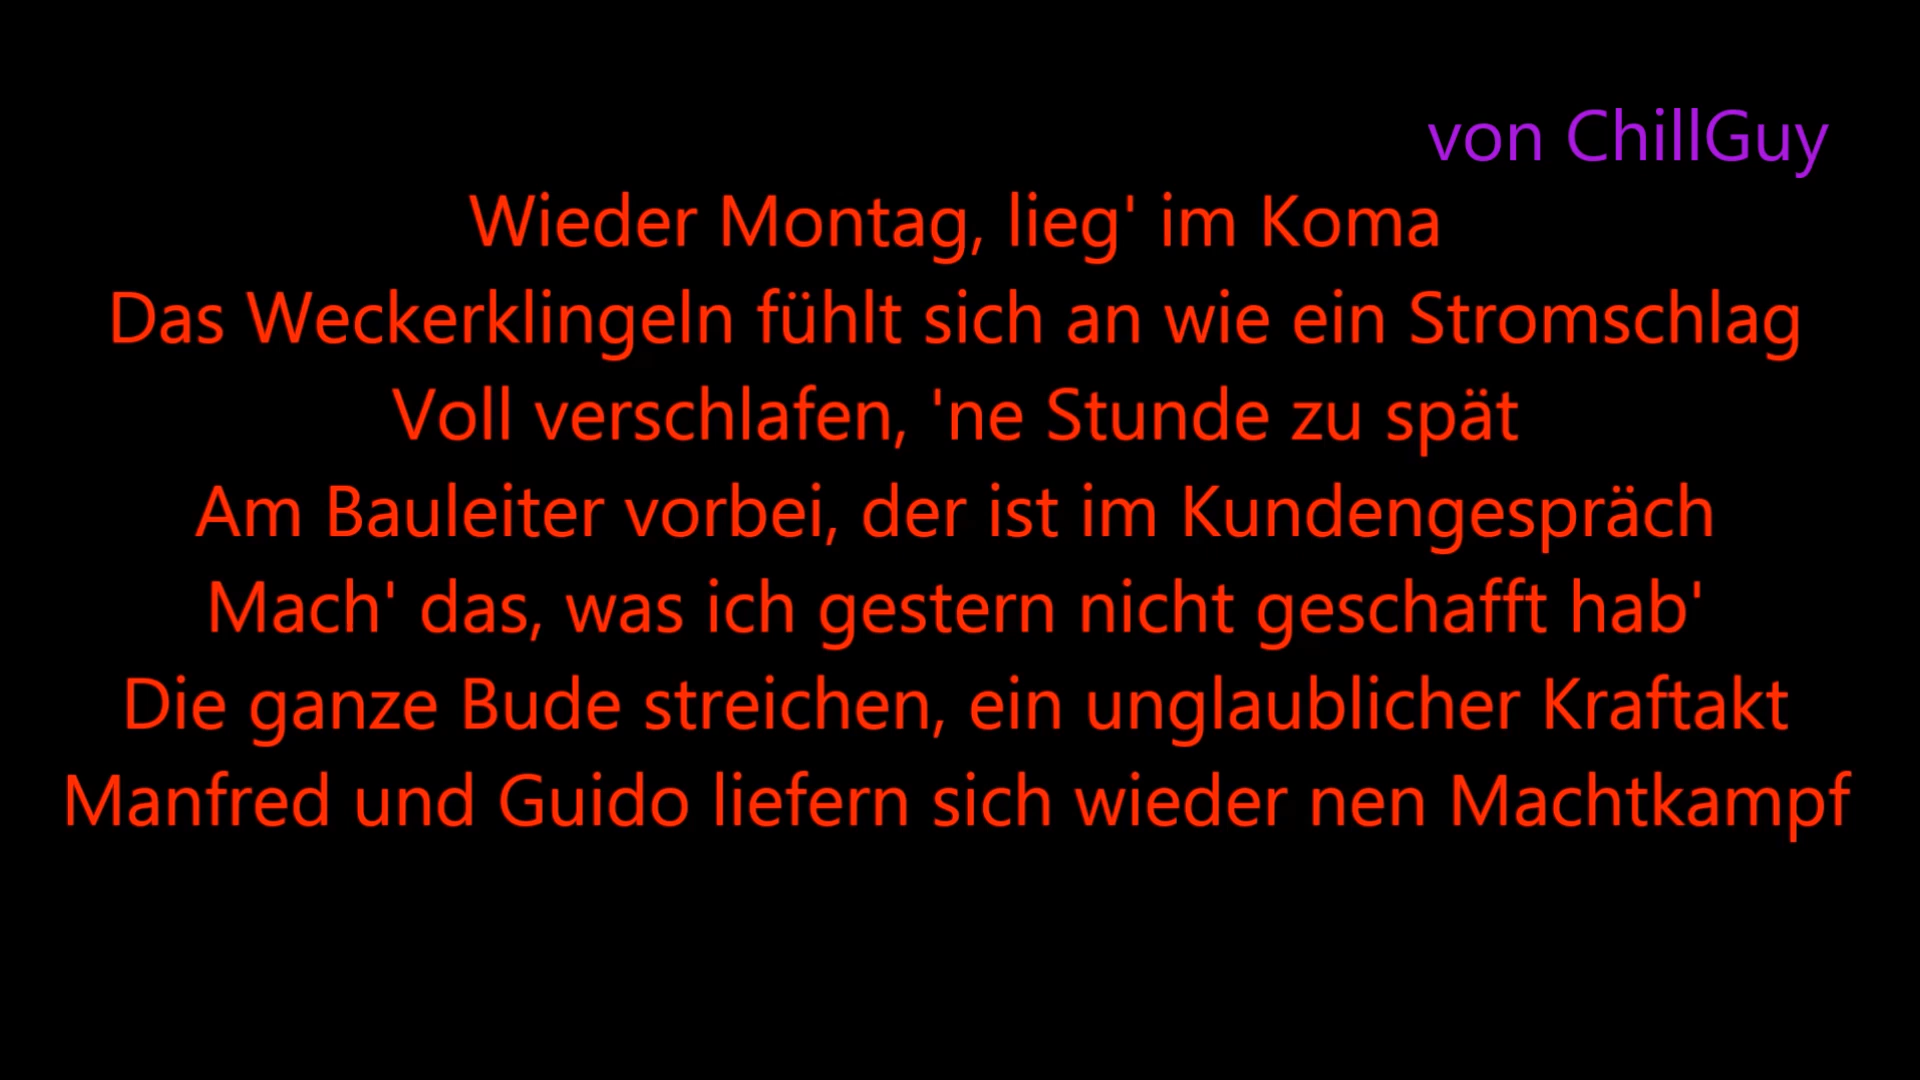 von ChillGuy
Wieder Montag, lieg' im Koma
Das Weckerklingeln fühlt sich an wie ein Stromschlag
Voll verschlafen, 'ne Stunde zu spät
Am Bauleiter vorbei, der ist im Kundengespräch
Mach' das, was ich gestern nicht geschafft hab'
Die ganze Bude streichen, ein unglaublicher Kraftakt
Manfred und Guido liefern sich wieder nen Machtkampf